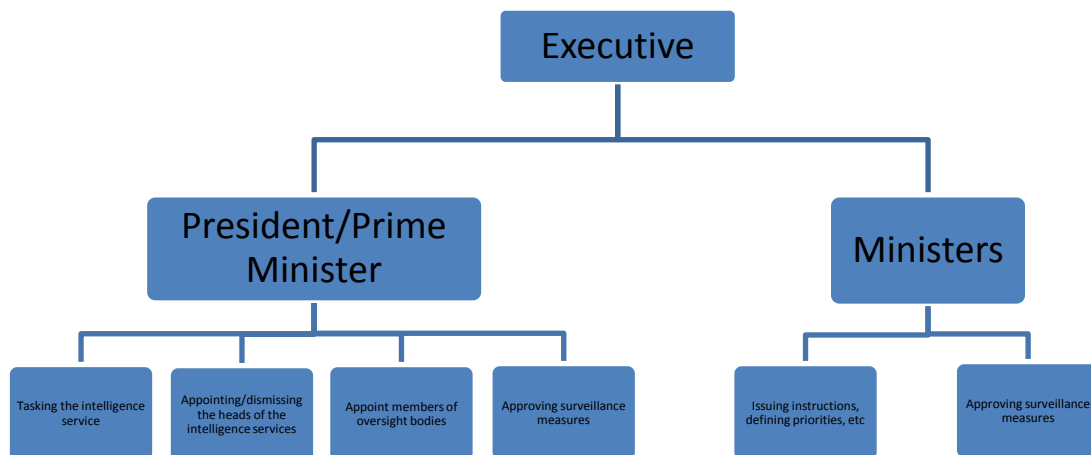 Executive
President/Prime
Minister
Ministers
Tasking the intelligence
service
Appointing/dismissing
the heads of the
intelligence services
Appoint members of
oversight bodies
Approving surveillance
measures
Issuing instructions,
defining priorities, etc
Approving surveillance
measures